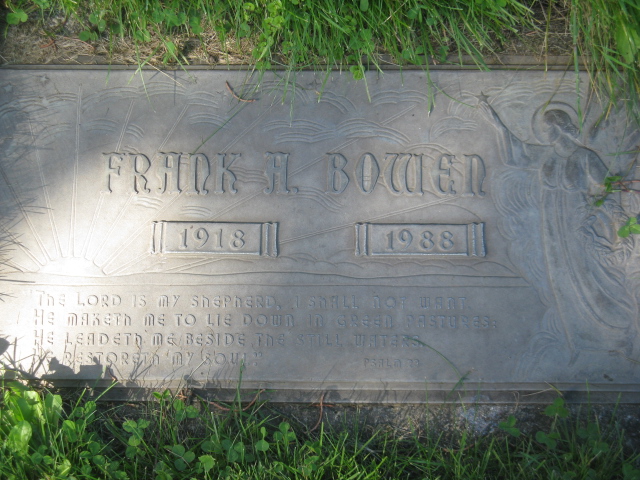 FRANK A. BOWEN
1918 1988
THE LORD IS MY SHEPHERD, I SHALL NOT WANT.
HE MAKETH ME TO LIE DOWN IN GREEN PASTURES:
HE LEADETH ME BESIDE THE STILL WATERS.
HE RESTORETH MY SOUL. PSALM 23